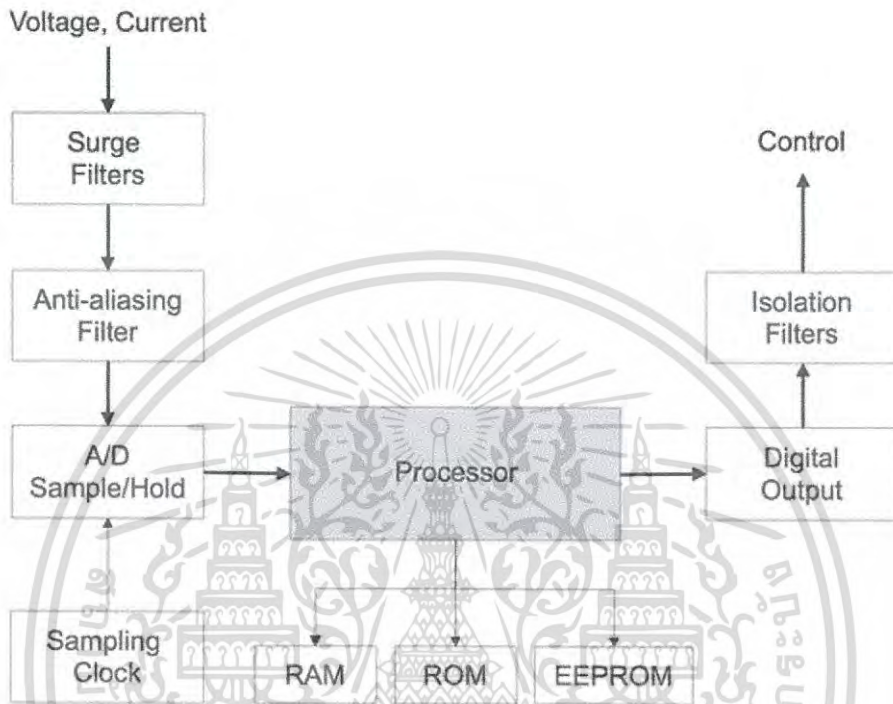 Voltage, Current
Surge
Filters
Anti-aliasing
Filter
A/D
Sample/Hold
Sampling
Clock
Processor
RAM
ROM
EEPROM
Control
Isolation
Filters
Digital
Output